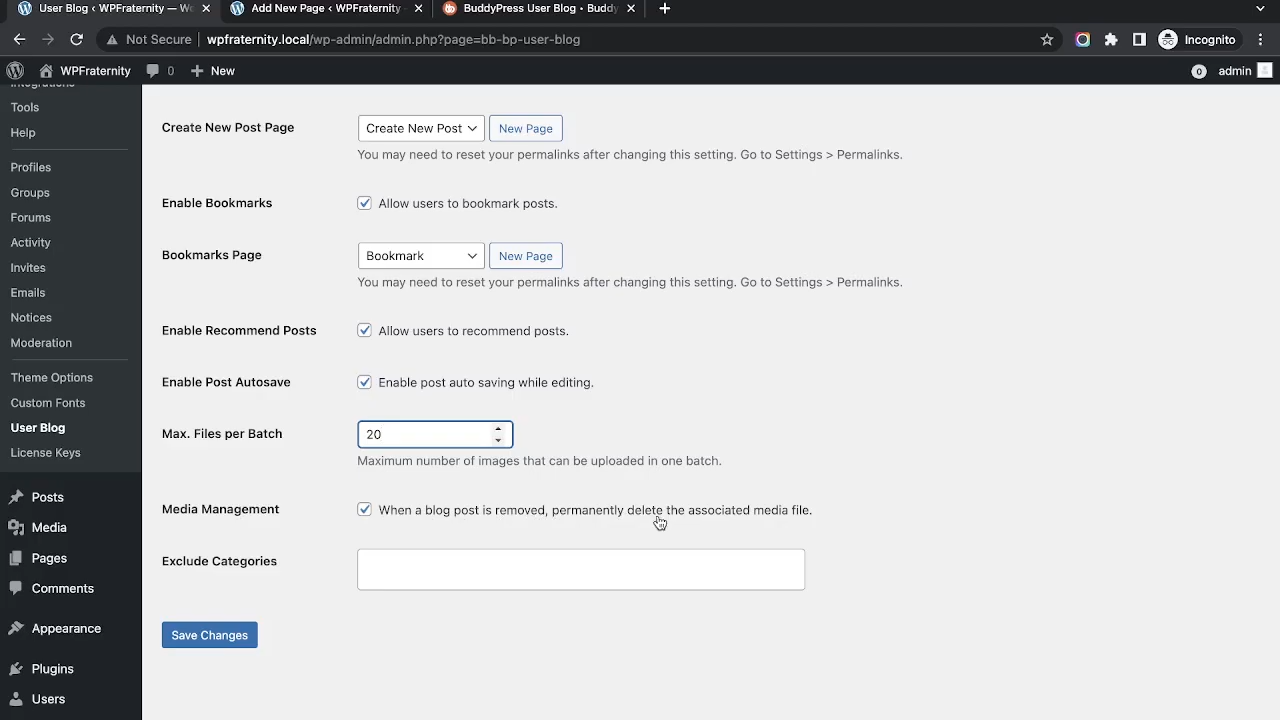 User Blog < WPFraternity — Wo
Add New Page < WPFraternity
BuddyPress User Blog • Buddy
Not Secure
wpfraternity.local/wp-admin/admin.php?page=bb-bp-user-blog
Incognito
WPFraternity
0
New
0
admin
Integrations
Tools
Help
Profiles
Groups
Forums
Activity
Invites
Emails
Notices
Moderation
Theme Options
Custom Fonts
User Blog
License Keys
Posts
Media
Pages
Comments
Appearance
Plugins
Users
Create New Post Page
Create New Post
New Page
You may need to reset your permalinks after changing this setting. Go to Settings > Permalinks.
Enable Bookmarks
Allow users to bookmark posts.
Bookmarks Page
Bookmark
New Page
You may need to reset your permalinks after changing this setting. Go to Settings > Permalinks.
Enable Recommend Posts
Allow users to recommend posts.
Enable Post Autosave
Enable post auto saving while editing.
Max. Files per Batch
20
Maximum number of images that can be uploaded in one batch.
Media Management
When a blog post is removed, permanently delete the associated media file.
Exclude Categories
Save Changes